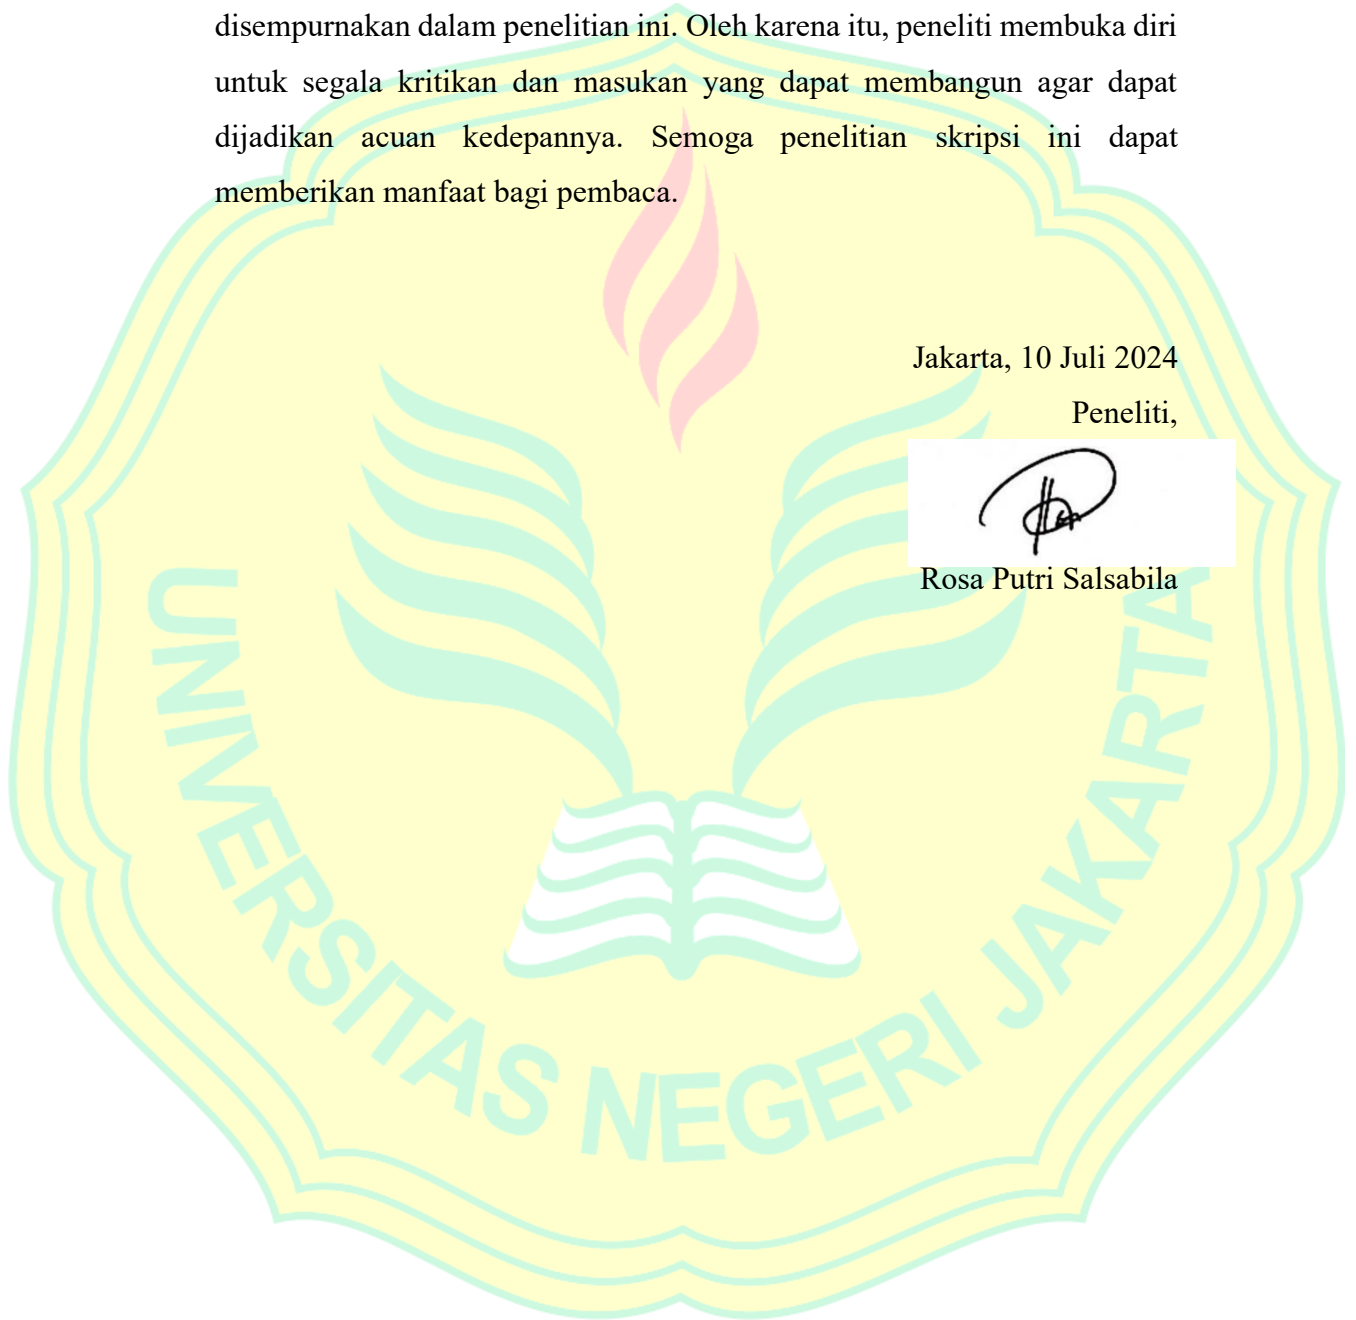 disempurnakan dalam penelitian ini. Oleh karena itu, peneliti membuka diri
untuk segala kritikan dan masukan yang dapat membangun agar dapat
dijadikan acuan kedepannya. Semoga penelitian skripsi ini dapat
memberikan manfaat bagi pembaca.
Jakarta, 10 Juli 2024
Peneliti,
Rosa Putri Salsabila
UNIVERSITAS NEGERI JAKARTA